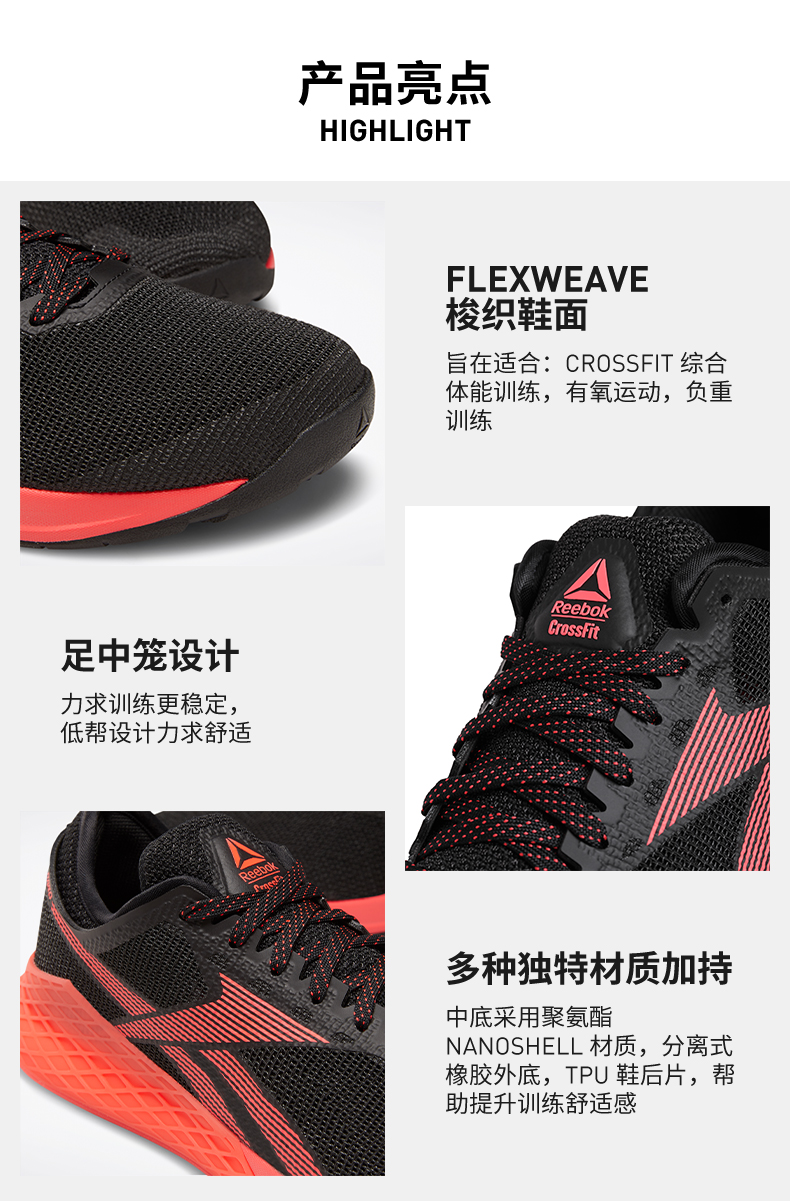 产品亮点
HIGHLIGHT
FLEXWEAVE
梭织鞋面
旨在适合：CROSSFIT 综合
体能训练，有氧运动，负重
训练
Reebok
CrossFit
足中笼设计
力求训练更稳定，
低帮设计力求舒适
Reebok
多种独特材质加持
中底采用聚氨酯
NANOSHELL 材质，分离式
橡胶外底，TPU 鞋后片，帮
助提升训练舒适感